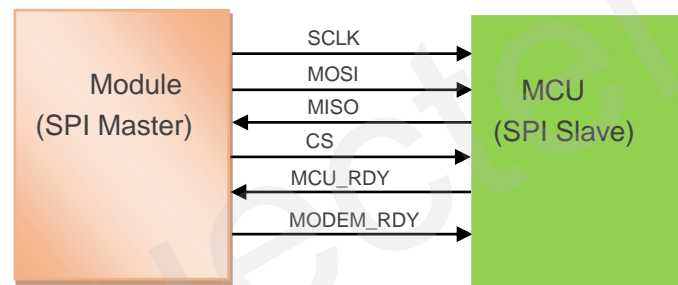 Module
(SPI Master)
SCLK
MOSI
MISO
CS
MCU_RDY
MODEM_RDY
MCU
(SPI Slave)